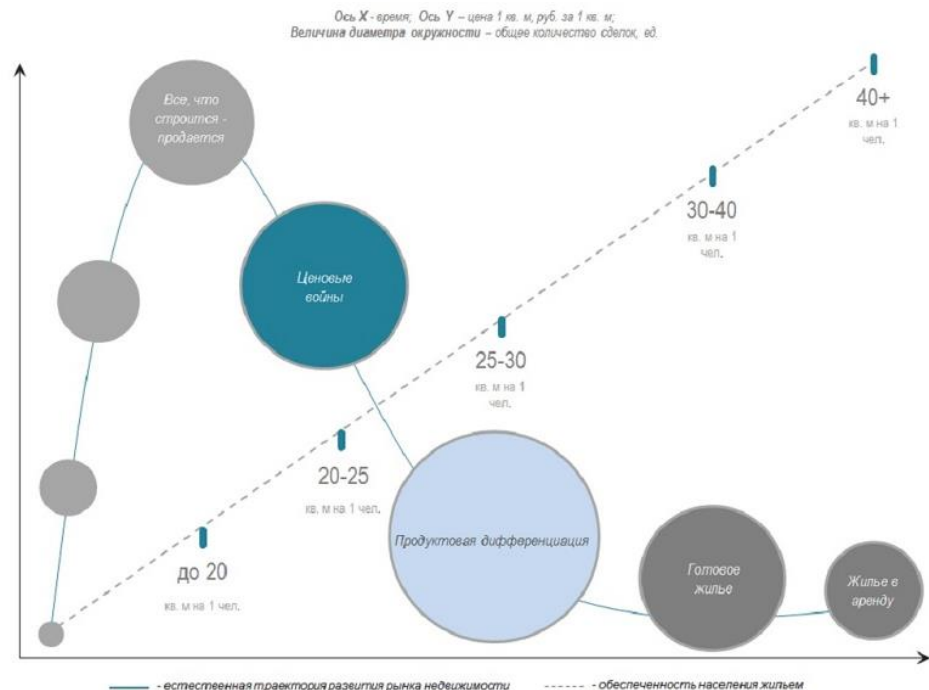 Ось X - время; Ось Y – цена 1 кв. м, руб. за 1 кв. м;
Величина диаметра окружности – общее количество сделок, ед.
Все, что
строится -
продается
40+
кв. м на 1
чел.
30-40
кв. м на 1
чел.
Ценовые
войны
25-30
кв. м на 1
чел.
20-25
кв. м на 1 чел.
Продуктовая дифференциация
до 20
кв. м на 1 чел.
Готовое
жилье
Жилье в
аренду
- естественная траектория развития рынка недвижимости
- обеспеченность населения жильем